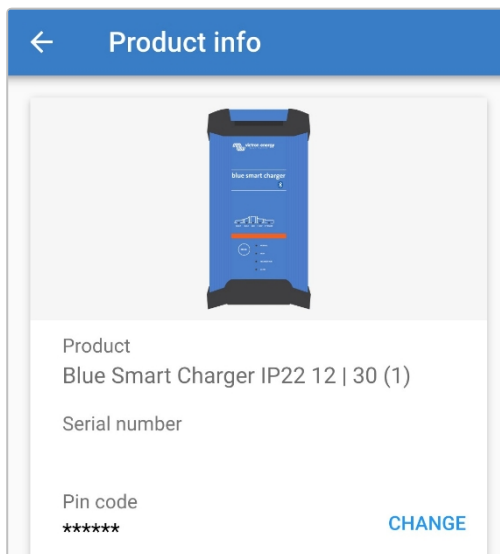 Product info
victron energy
blue smart charger
Product
Blue Smart Charger IP22 12 | 30 (1)
Serial number
Pin code
******
CHANGE